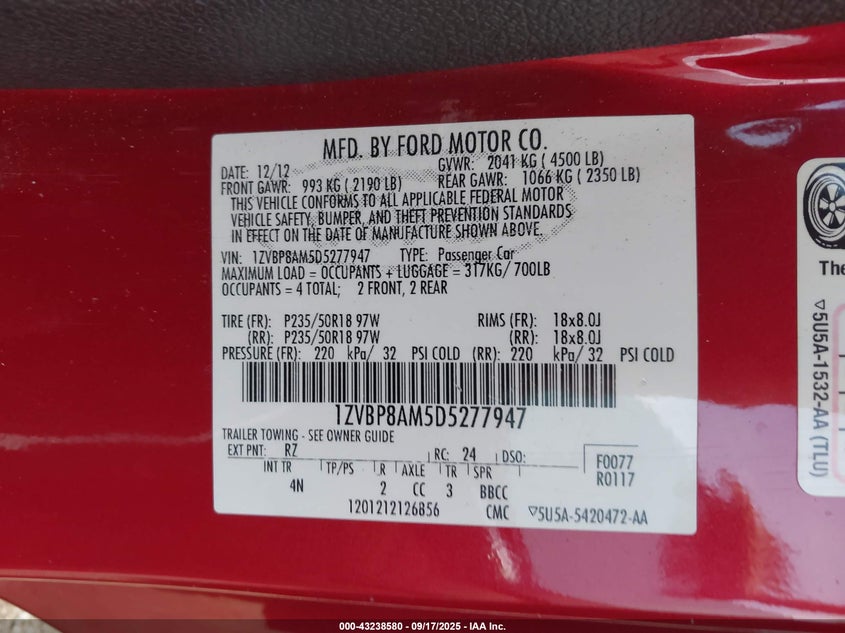 MFD. BY FORD MOTOR CO.
DATE: 12/12 GVWR: 2041 KG ( 4500 LB)
FRONT GAWR: 993 KG ( 2190 LB) REAR GAWR: 1066 KG ( 2350 LB)
THIS VEHICLE CONFORMS TO ALL APPLICABLE FEDERAL MOTOR
VEHICLE SAFETY, BUMPER, AND THEFT PREVENTION STANDARDS
IN EFFECT ON THE DATE OF MANUFACTURE SHOWN ABOVE.
VIN: 1ZVBP8AM5D5277947 TYPE: Passenger Car
MAXIMUM LOAD = OCCUPANTS + LUGGAGE = 317KG/ 700LB
OCCUPANTS: = 4 TOTAL; 2 FRONT, 2 REAR
TIRE (FR): P235/50R18 97W RIMS (FR): 18x8.0J
(RR): P235/50R18 97W (RR): 18x8.0J
PRESSURE (FR): 220 kPa/ 32 PSI COLD (RR): 220 kPa/ 32 PSI COLD
1ZVBP8AM5D5277947
TRAILER TOWING - SEE OWNER GUIDE
EXT PNT: RZ RC: 24 DSO: F0077
INT TR TP/PS R AXLE TR SPR R0117
4N 2 CC 3 BBCC
1201212126856 CMC ▽5U5A-5420472-AA
The
▽5U5A-1532-AA (TLU)
000-43238580 - 09/17/2025 - IAA Inc.